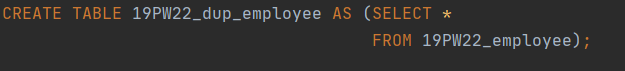 CREATE TABLE 19PW22_dup_employee AS (SELECT *
FROM 19PW22_employee);